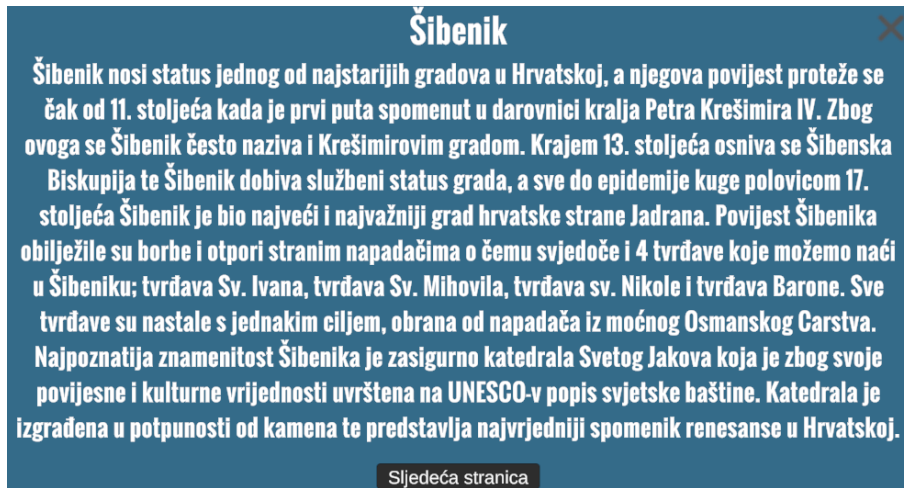 Šibenik
Šibenik nosi status jednog od najstarijih gradova u Hrvatskoj, a njegova povijest proteže se
čak od 11. stoljeća kada je prvi puta spomenut u darovnici kralja Petra Krešimira IV. Zbog
ovoga se Šibenik često naziva i Krešimirovim gradom. Krajem 13. stoljeća osniva se Šibenska
Biskupija te Šibenik dobiva službeni status grada, a sve do epidemije kuge polovicom 17.
stoljeća Šibenik je bio najveći i najvažniji grad hrvatske strane Jadrana. Povijest Šibenika
obilježile su borbe i otpori stranim napadačima o čemu svjedoče i 4 tvrđave koje možemo naći
u Šibeniku; tvrđava Sv. Ivana, tvrđava Sv. Mihovila, tvrđava sv. Nikole i tvrđava Barone. Sve
tvrđave su nastale s jednakim ciljem, obrana od napadača iz moćnog Osmanskog Carstva.
Najpoznatija znamenitost Šibenika je zasigurno katedrala Svetog Jakova koja je zbog svoje
povijesne i kulturne vrijednosti uvrštena na UNESCO-v popis svjetske baštine. Katedrala je
izgrađena u potpunosti od kamena te predstavlja najvrjedniji spomenik renesanse u Hrvatskoj.
Sljedeća stranica